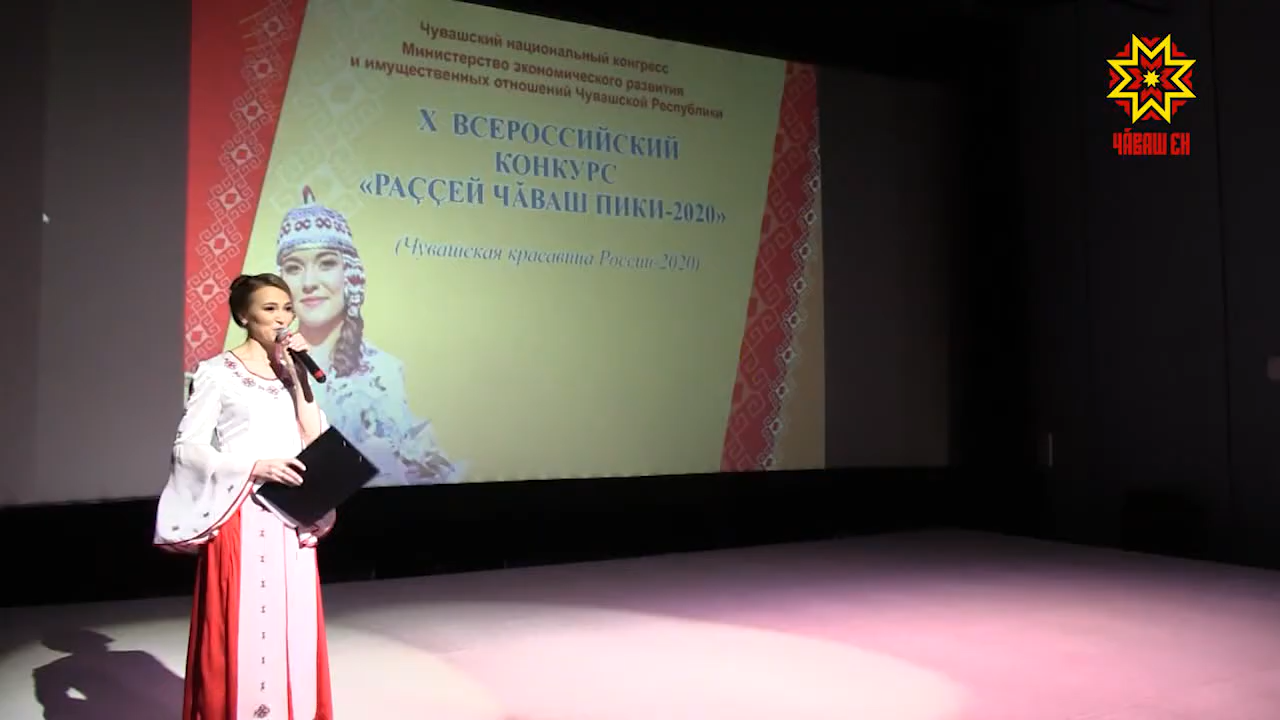 Чувашский национальный конгресс
Министерство экономического развития
и имущественных отношений Чувашской Республики
X ВСЕРОССИЙСКИЙ
КОНКУРС
«РАҪҪЕЙ ЧӐВАШ ПИКИ-2020»
(Чувашская красавица России-2020)
ЧӐВАШ ЕН